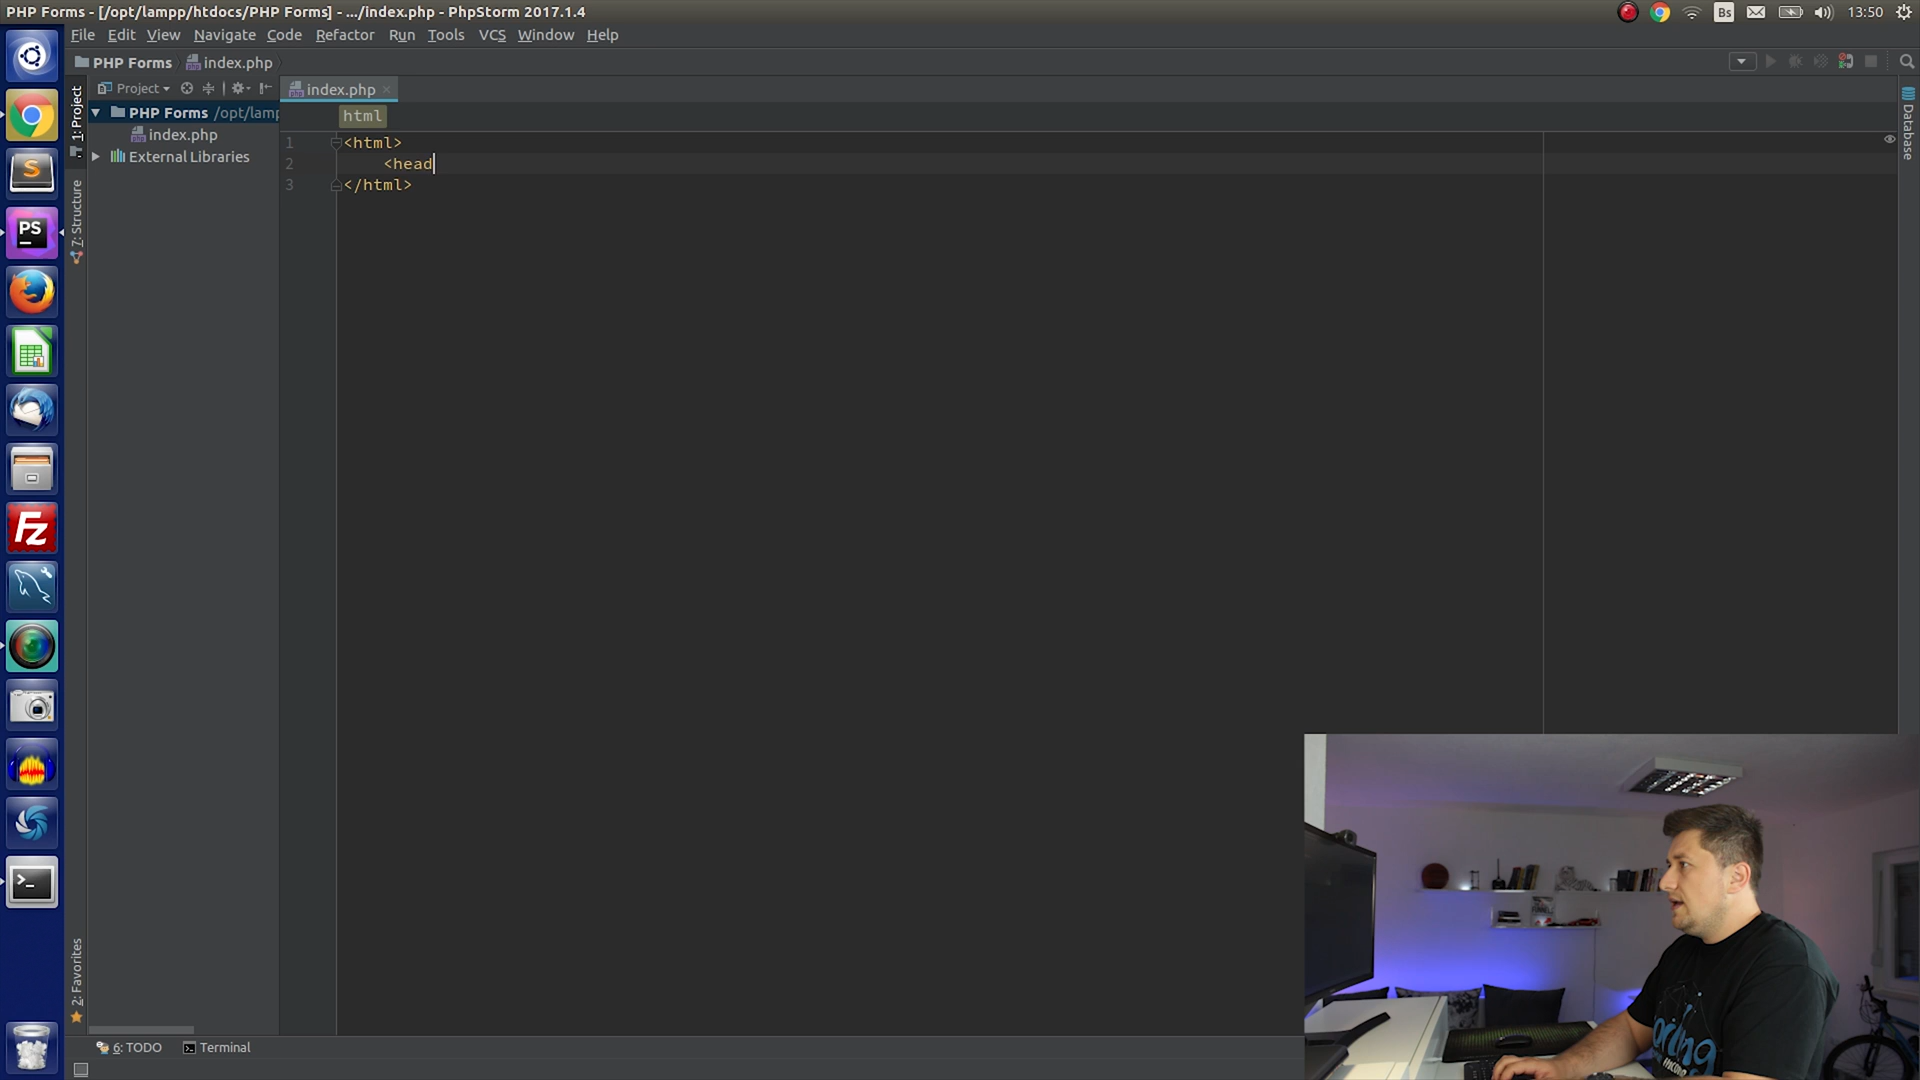 PHP Forms - [/opt/lampp/htdocs/PHP Forms] - .../index.php - PhpStorm 2017.1.4
Bs
13:50
File Edit View Navigate Code Refactor Run Tools VCS Window Help
PHP Forms index.php
Project
index.php
PHP Forms /opt/lamp
index.php
External Libraries
html
1 <html>
2 <head
3 </html>
1: Project
7: Structure
2: Favorites
Database
S
PS
Fz
>_
6: TODO Terminal